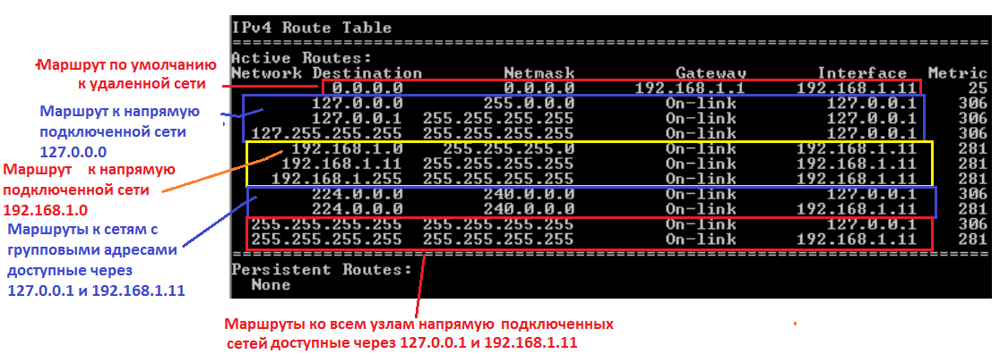 IPv4 Route Table
Active Routes:
Network Destination Netmask Gateway Interface Metric
0.0.0.0 0.0.0.0 192.168.1.1 192.168.1.11 25
127.0.0.0 255.0.0.0 On-link 127.0.0.1 306
127.0.0.1 255.255.255.255 On-link 127.0.0.1 306
127.255.255.255 255.255.255.255 On-link 127.0.0.1 306
192.168.1.0 255.255.255.0 On-link 192.168.1.11 281
192.168.1.11 255.255.255.255 On-link 192.168.1.11 281
192.168.1.255 255.255.255.255 On-link 192.168.1.11 281
224.0.0.0 240.0.0.0 On-link 127.0.0.1 306
224.0.0.0 240.0.0.0 On-link 192.168.1.11 281
255.255.255.255 255.255.255.255 On-link 127.0.0.1 306
255.255.255.255 255.255.255.255 On-link 192.168.1.11 281
Persistent Routes:
None
Маршрут по умолчанию
к удаленной сети
Маршрут к напрямую
подключенной сети
127.0.0.0
Маршрут к напрямую
подключенной сети
192.168.1.0
Маршруты к сетям с
групповыми адресами
доступные через
127.0.0.1 и 192.168.1.11
Маршруты ко всем узлам напрямую подключенных
сетей доступные через 127.0.0.1 и 192.168.1.11